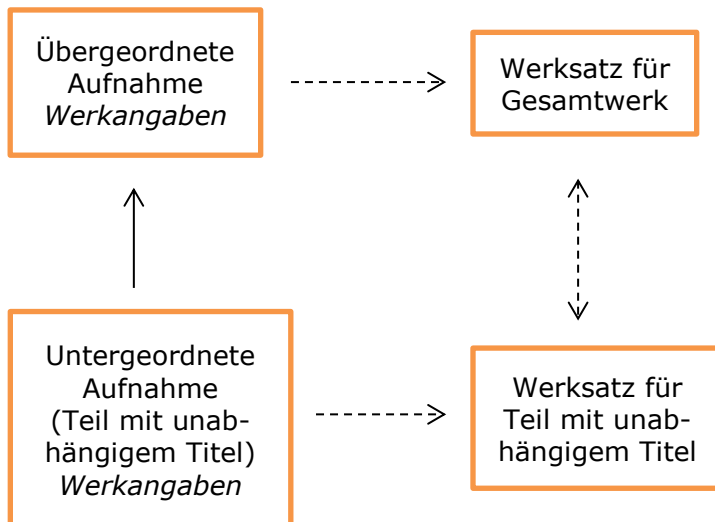 Übergeordnete
Aufnahme
Werkangaben
Werksatz für
Gesamtwerk
Untergeordnete
Aufnahme
(Teil mit unab-
hängigem Titel)
Werkangaben
Werksatz für
Teil mit unab-
hängigem Titel